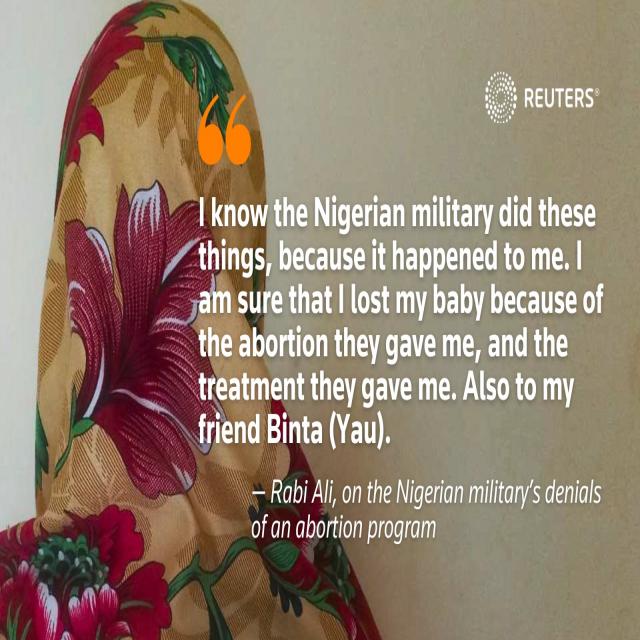 REUTERS®
“
I know the Nigerian military did these
things, because it happened to me. I
am sure that I lost my baby because of
the abortion they gave me, and the
treatment they gave me. Also to my
friend Binta (Yau).
– Rabi Ali, on the Nigerian military’s denials
of an abortion program